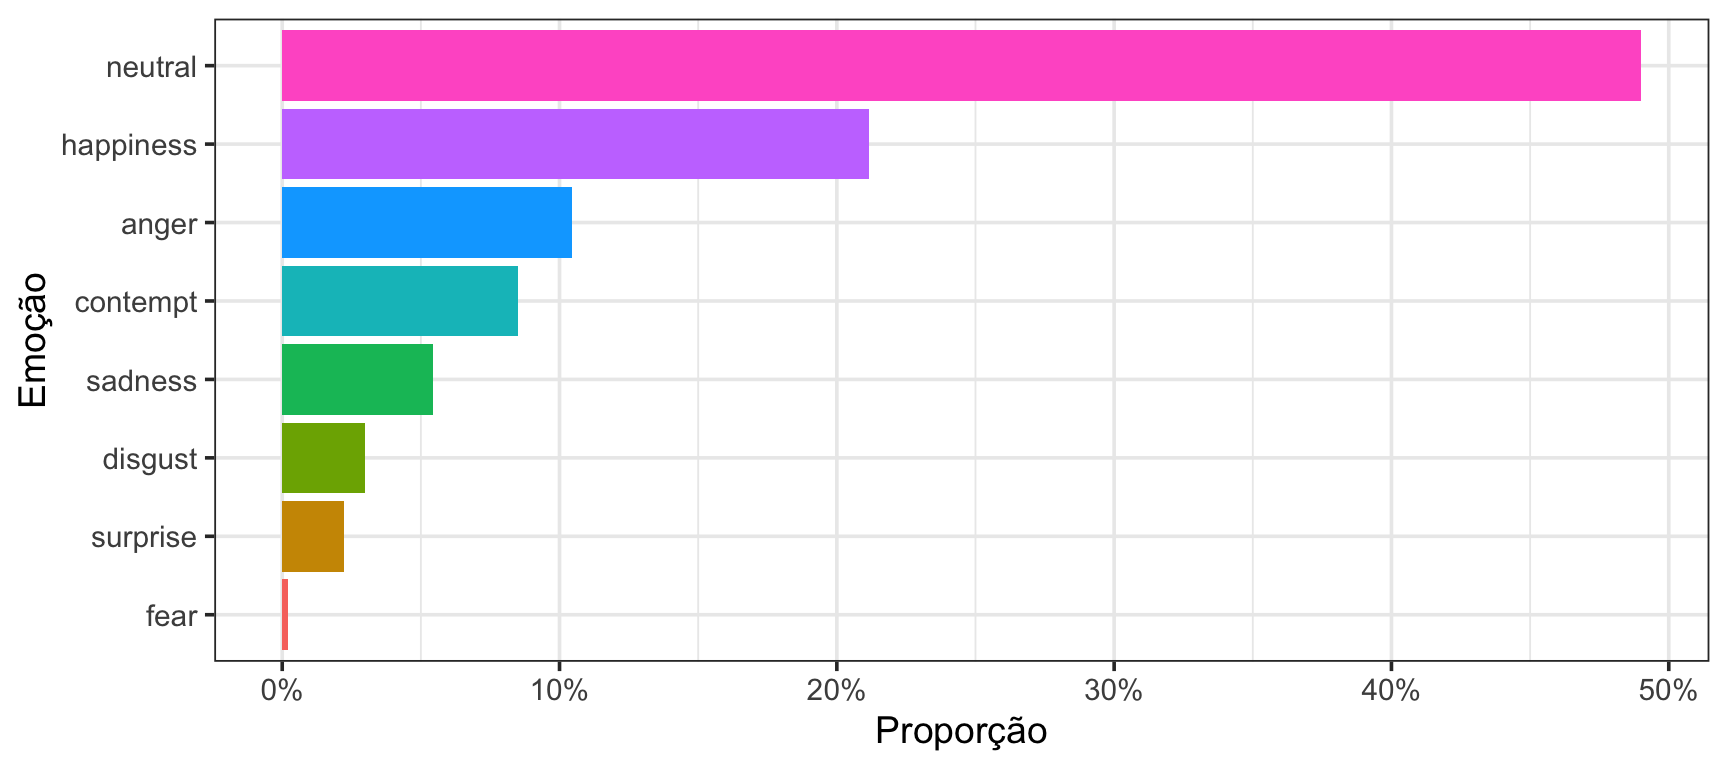 neutral
happiness
anger
contempt
sadness
disgust
surprise
fear
Emoção
0% 10% 20% 30% 40% 50%
Proporção